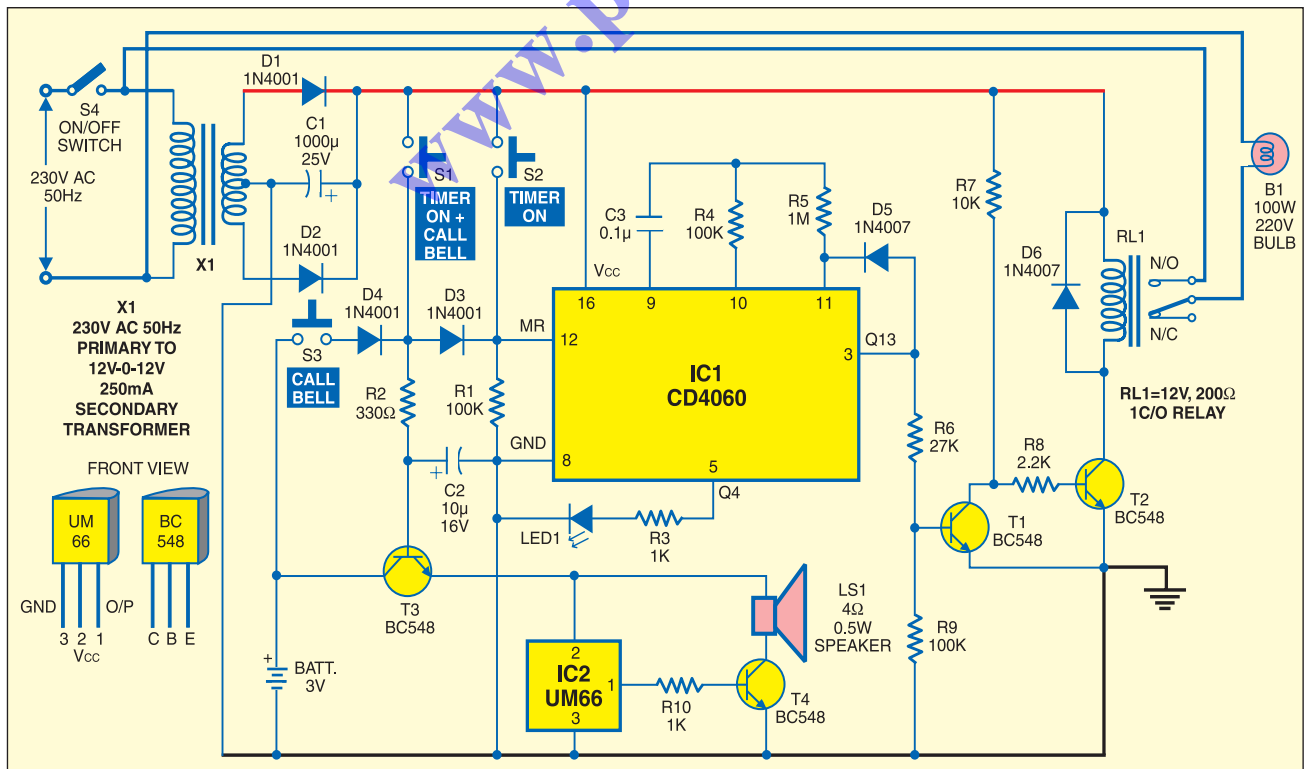 www.p
S4
ON/OFF
SWITCH
230V AC
50Hz
D1
1N4001
C1
1000µ
25V
+
D2
1N4001
X1
X1
230V AC 50Hz
PRIMARY TO
12V-0-12V
250mA
SECONDARY
TRANSFORMER
S1
TIMER
ON +
CALL
BELL
S2
TIMER
ON
S3
CALL
BELL
D4
1N4001
D3
1N4001
R2
330Ω
R1
100K
+
C2
10µ
16V
MR
GND
VCC
16
9
10
11
12
8
5
3
IC1
CD4060
Q13
Q4
C3
0.1µ
R4
100K
R5
1M
D5
1N4007
R7
10K
D6
1N4007
RL1
N/O
N/C
B1
100W
220V
BULB
RL1=12V, 200Ω
1C/O RELAY
R6
27K
R8
2.2K
T2
BC548
T1
BC548
LED1
R3
1K
FRONT VIEW
UM
66
BC
548
GND
O/P
3 2 1
VCC
C B E
T3
BC548
+
BATT.
3V
2
IC2
UM66
1
3
R10
1K
LS1
4Ω
0.5W
SPEAKER
T4
BC548
R9
100K